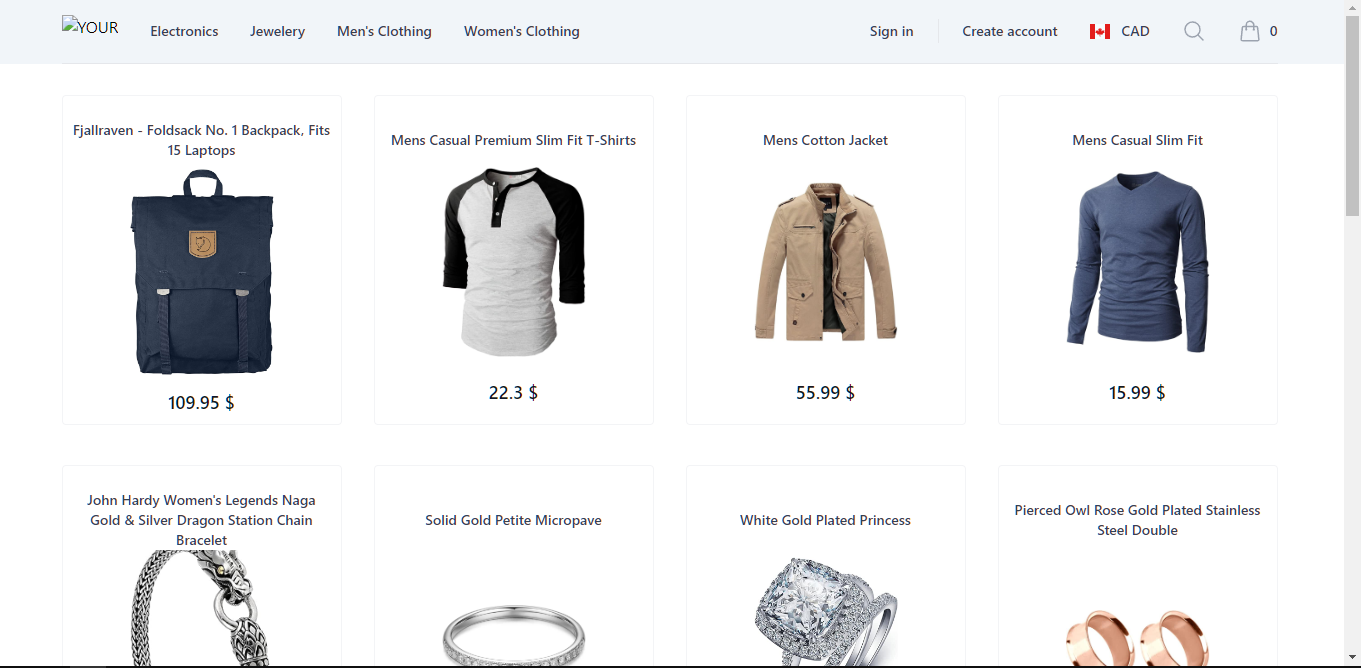 YOUR
Electronics
Jewelery
Men's Clothing
Women's Clothing
Sign in
Create account
CAD
0
Fjallraven - Foldsack No. 1 Backpack, Fits
15 Laptops
109.95 $
Mens Casual Premium Slim Fit T-Shirts
22.3 $
Mens Cotton Jacket
55.99 $
Mens Casual Slim Fit
15.99 $
John Hardy Women's Legends Naga
Gold & Silver Dragon Station Chain
Bracelet
Solid Gold Petite Micropave
White Gold Plated Princess
Pierced Owl Rose Gold Plated Stainless
Steel Double